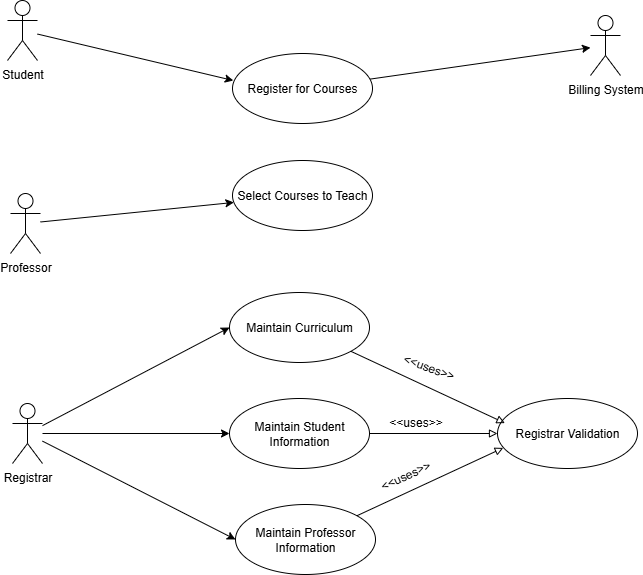 Student
Register for Courses
Billing System
Select Courses to Teach
Professor
Maintain Curriculum
<<uses>>
Maintain Student
Information
<<uses>>
Registrar Validation
Registrar
<<uses>>
Maintain Professor
Information